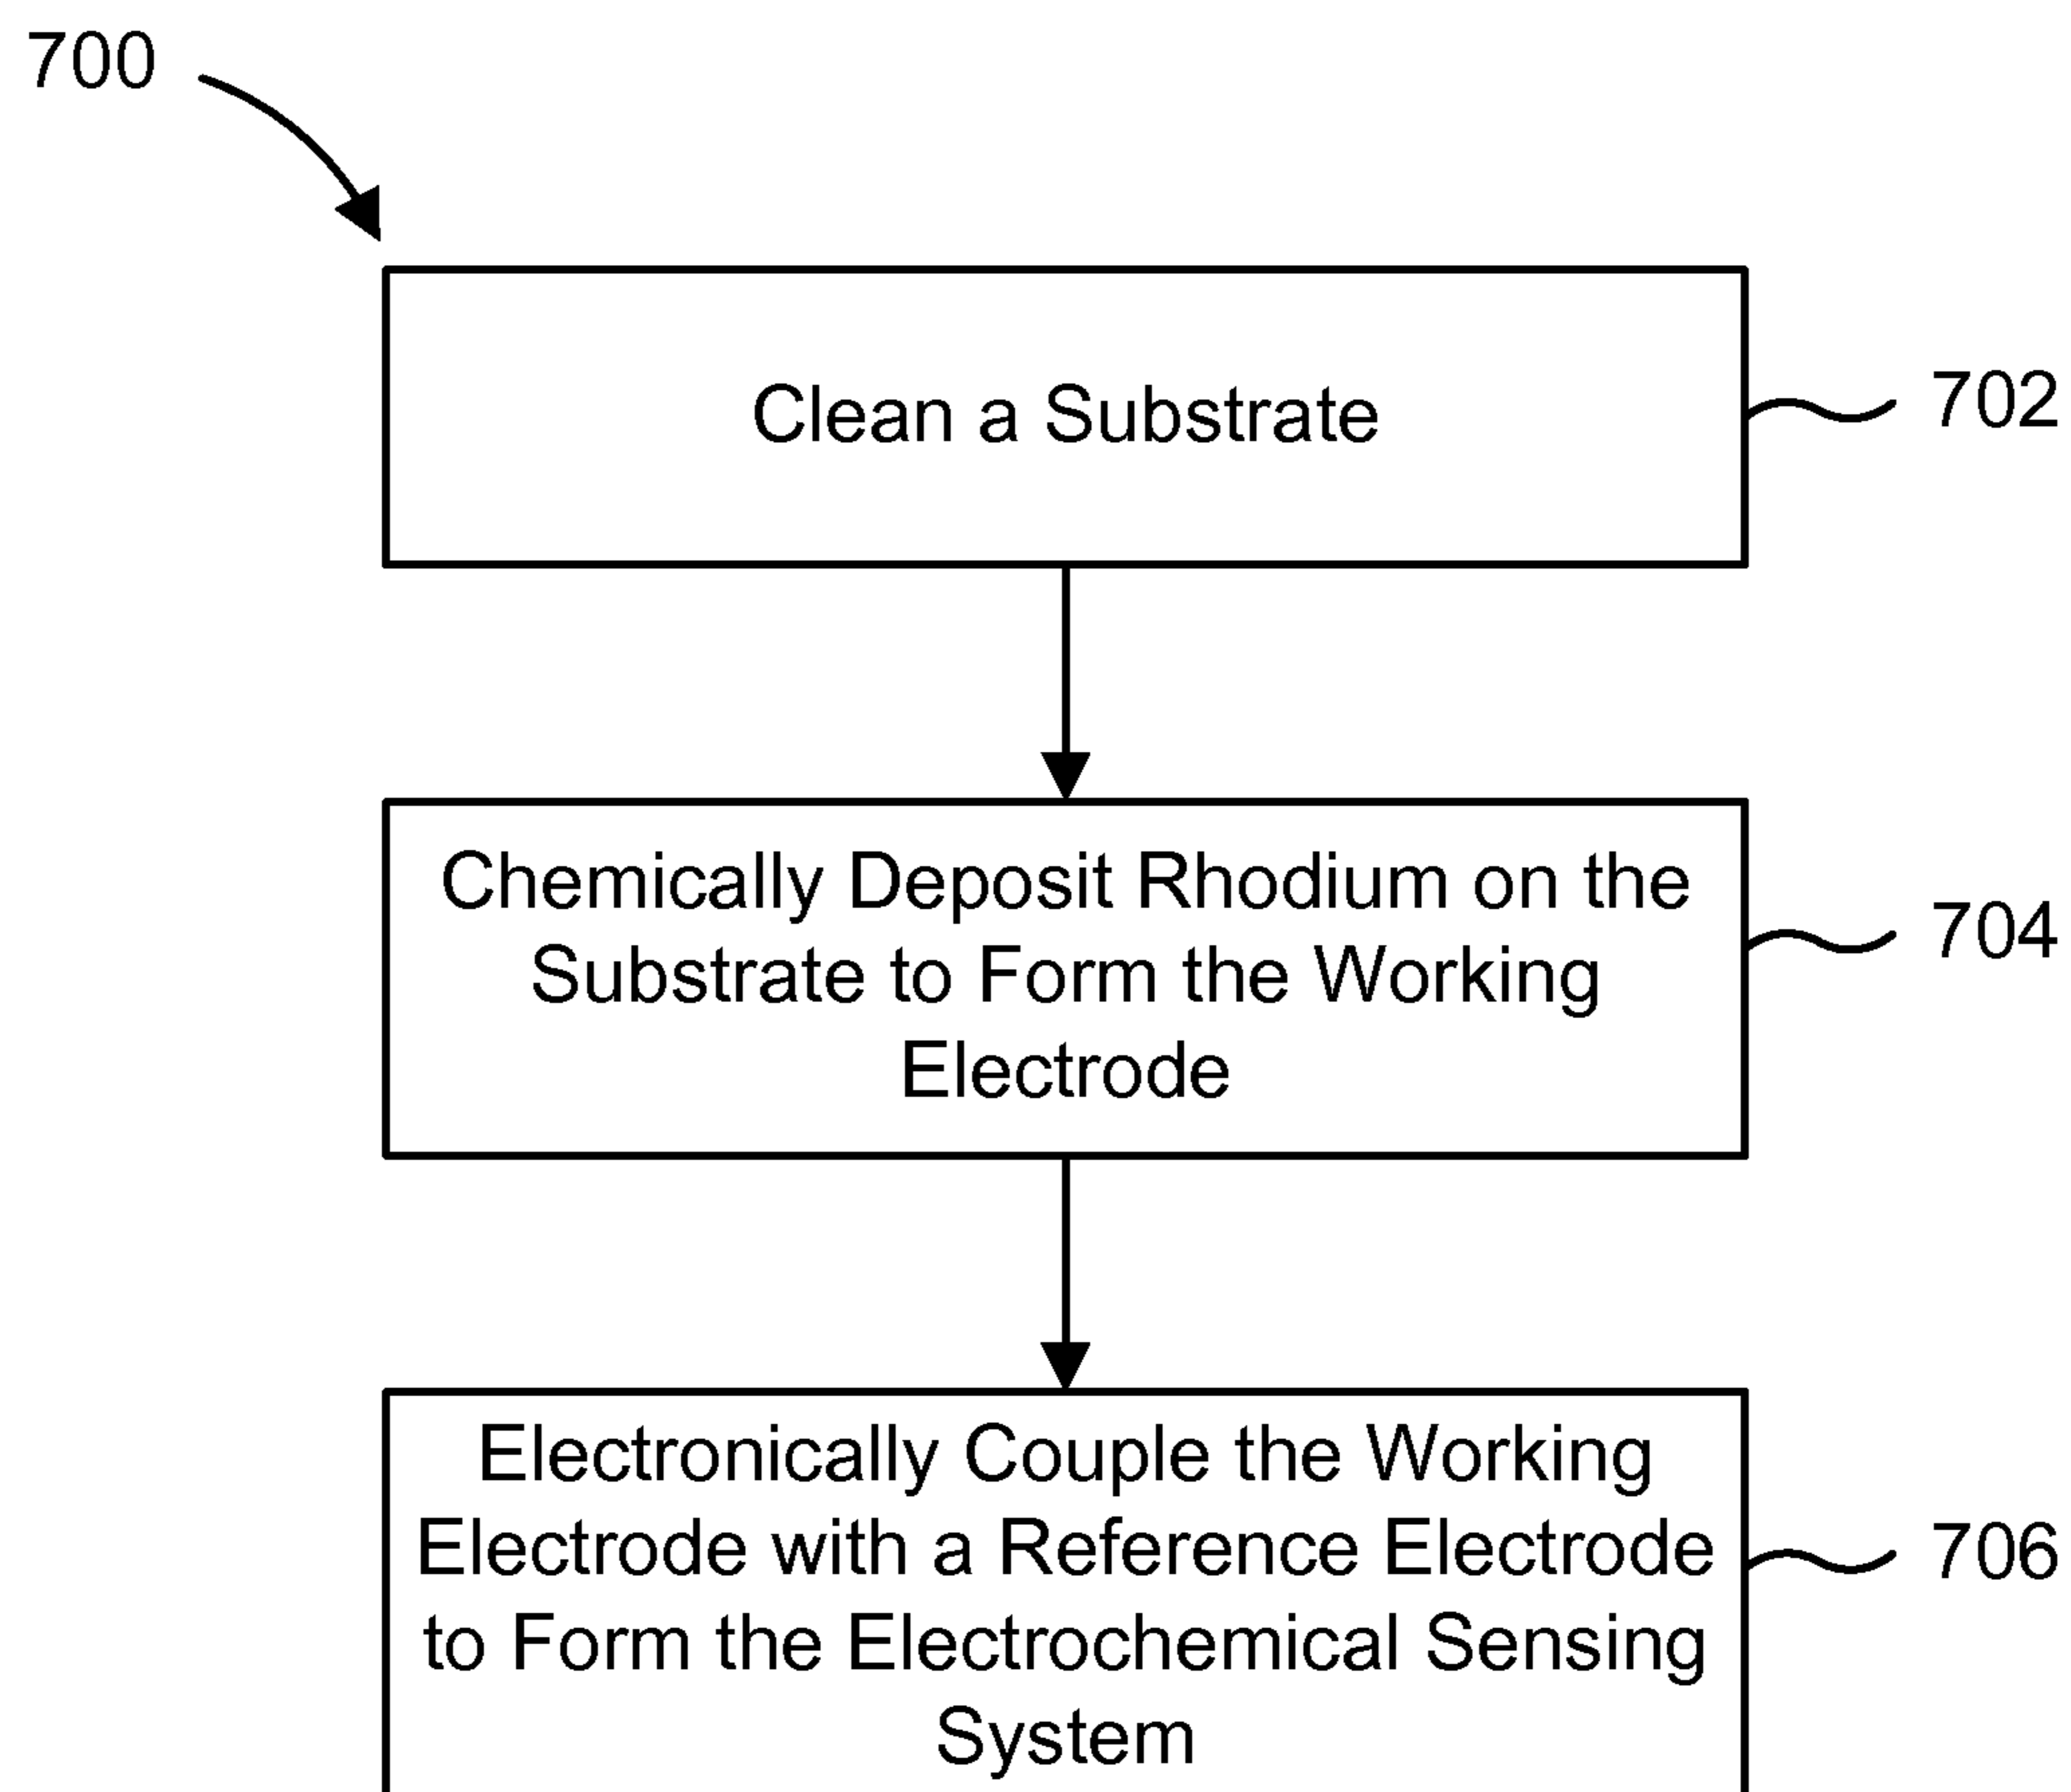 700
Clean a Substrate
702
Chemically Deposit Rhodium on the
Substrate to Form the Working
Electrode
704
Electronically Couple the Working
Electrode with a Reference Electrode
to Form the Electrochemical Sensing
System
706